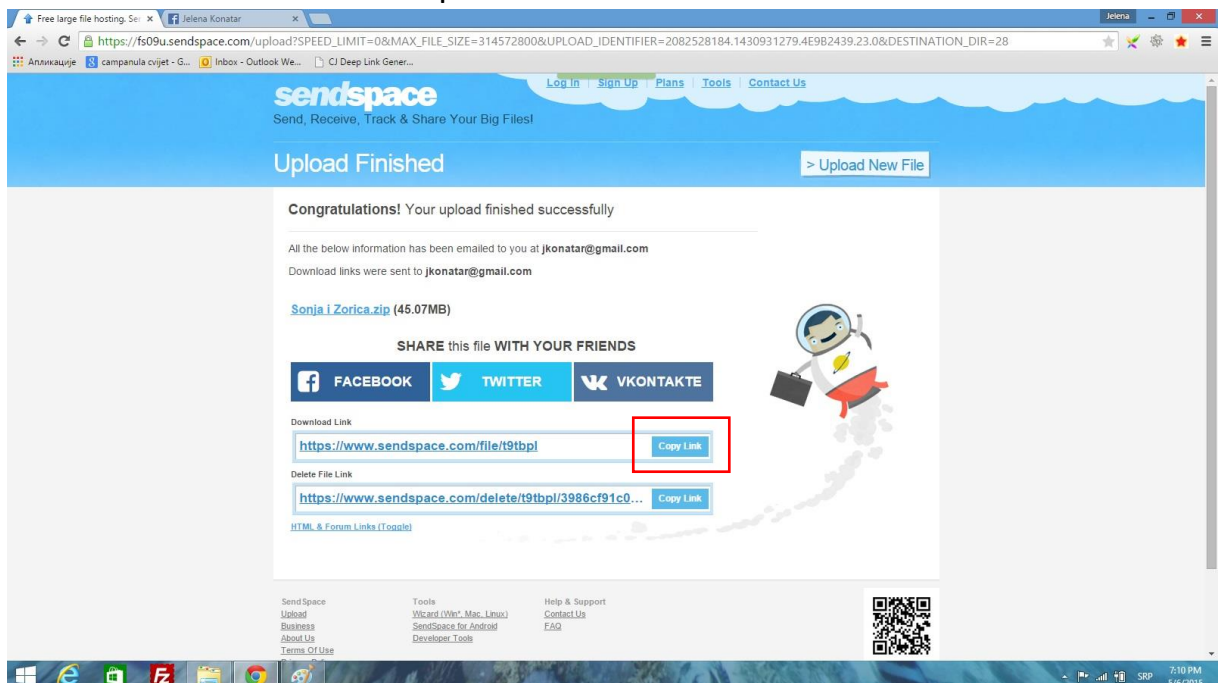 Free large file hosting. Se
Jelena Konatar
Jelena
https://fs09u.sendspace.com/upload?SPEED_LIMIT=0&MAX_FILE_SIZE=314572800&UPLOAD_IDENTIFIER=2082528184.1430931279.4E9B2439.23.0&DESTINATION_DIR=28
Апликације
campanula cvijet - G...
Inbox - Outlook We...
CJ Deep Link Gener...
Log In Sign Up Plans Tools Contact Us
sendspace
Send, Receive, Track & Share Your Big Files!
Upload Finished
> Upload New File
Congratulations! Your upload finished successfully
All the below information has been emailed to you at jkonatar@gmail.com
Download links were sent to jkonatar@gmail.com
Sonja i Zorica.zip (45.07MB)
SHARE this file WITH YOUR FRIENDS
FACEBOOK TWITTER VKONTAKTE
Download Link
https://www.sendspace.com/file/t9tbpl Copy Link
Delete File Link
https://www.sendspace.com/delete/t9tbpl/3986cf91c0... Copy Link
HTML & Forum Links (Toggle)
SendSpace Tools Help & Support
Upload Wizard (Win*, Mac, Linux) Contact Us
Business SendSpace for Android FAQ
About Us Developer Tools
Terms Of Use
SRP
7:10 PM